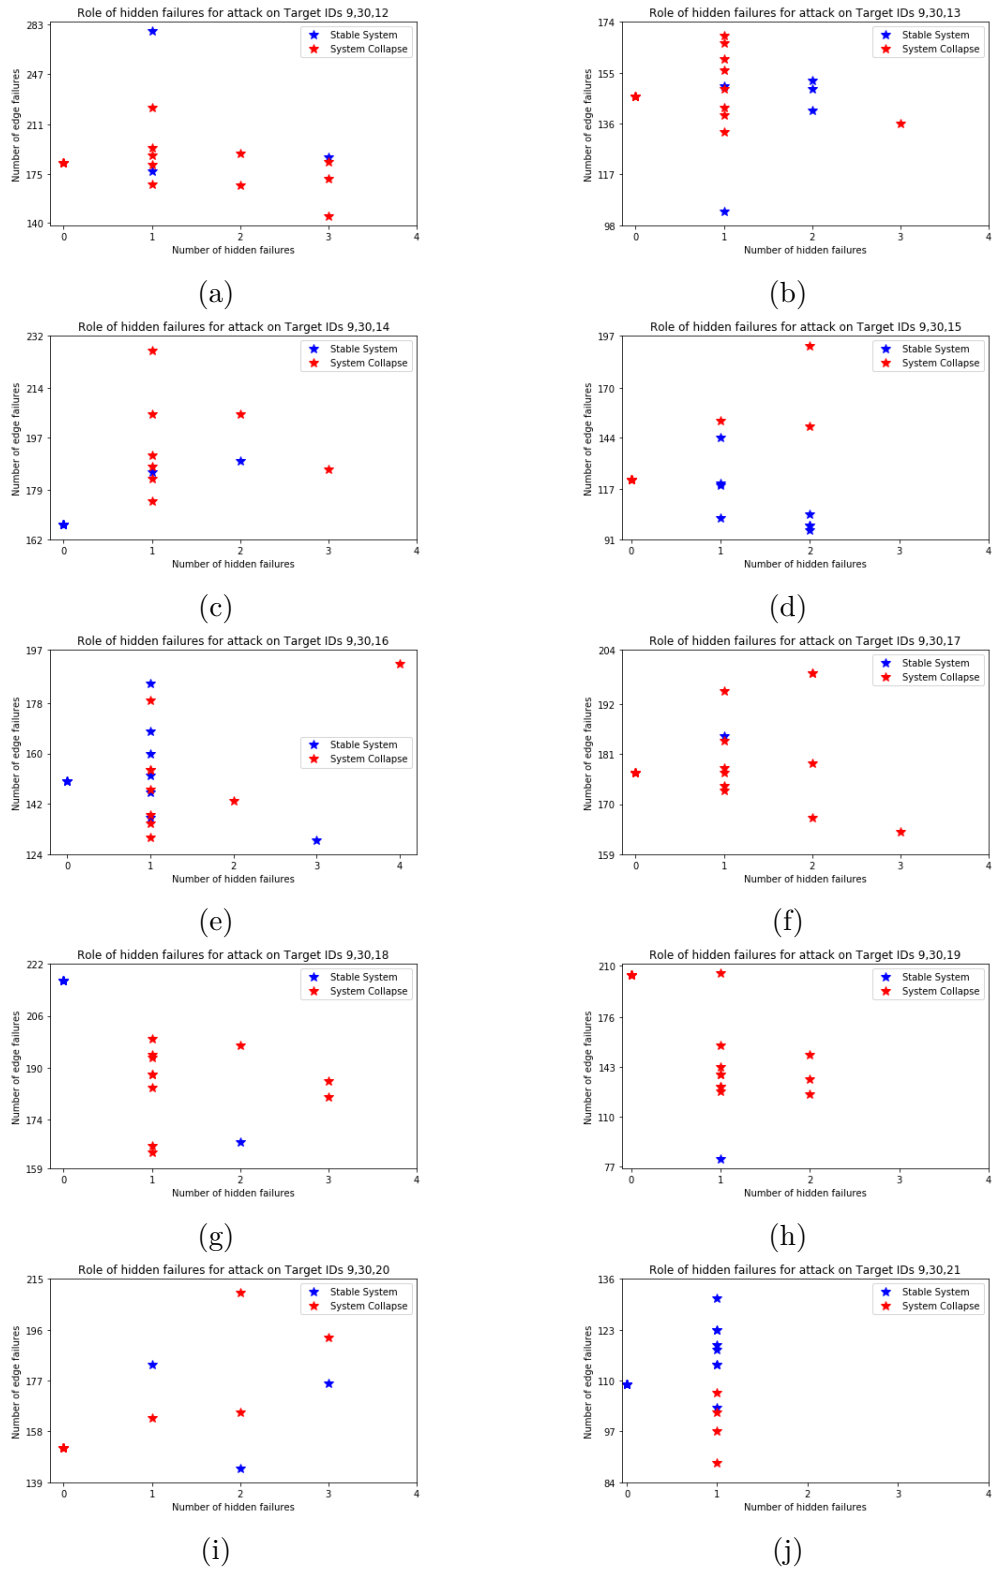 Role of hidden failures for attack on Target IDs 9,30,12
Number of edge failures
283
247
211
175
140
Stable System
System Collapse
0 1 2 3 4
Number of hidden failures
(a)
Role of hidden failures for attack on Target IDs 9,30,13
Number of edge failures
174
155
136
117
98
Stable System
System Collapse
0 1 2 3 4
Number of hidden failures
(b)
Role of hidden failures for attack on Target IDs 9,30,14
Number of edge failures
232
214
197
179
162
Stable System
System Collapse
0 1 2 3 4
Number of hidden failures
(c)
Role of hidden failures for attack on Target IDs 9,30,15
Number of edge failures
197
170
144
117
91
Stable System
System Collapse
0 1 2 3 4
Number of hidden failures
(d)
Role of hidden failures for attack on Target IDs 9,30,16
Number of edge failures
197
178
160
142
124
Stable System
System Collapse
0 1 2 3 4
Number of hidden failures
(e)
Role of hidden failures for attack on Target IDs 9,30,17
Number of edge failures
204
192
181
170
159
Stable System
System Collapse
0 1 2 3 4
Number of hidden failures
(f)
Role of hidden failures for attack on Target IDs 9,30,18
Number of edge failures
222
206
190
174
159
Stable System
System Collapse
0 1 2 3 4
Number of hidden failures
(g)
Role of hidden failures for attack on Target IDs 9,30,19
Number of edge failures
210
176
143
110
77
Stable System
System Collapse
0 1 2 3 4
Number of hidden failures
(h)
Role of hidden failures for attack on Target IDs 9,30,20
Number of edge failures
215
196
177
158
139
Stable System
System Collapse
0 1 2 3 4
Number of hidden failures
(i)
Role of hidden failures for attack on Target IDs 9,30,21
Number of edge failures
136
123
110
97
84
Stable System
System Collapse
0 1 2 3 4
Number of hidden failures
(j)